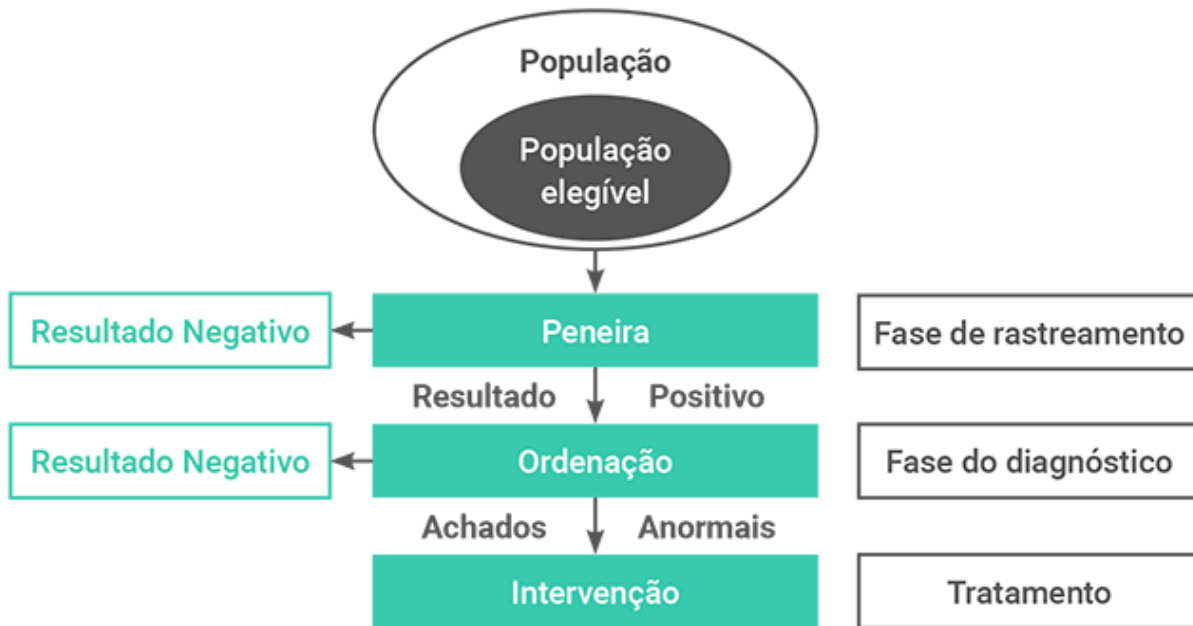 População
População
elegível
Resultado Negativo
Peneira
Fase de rastreamento
Resultado Positivo
Resultado Negativo
Ordenação
Fase do diagnóstico
Achados Anormais
Intervenção
Tratamento